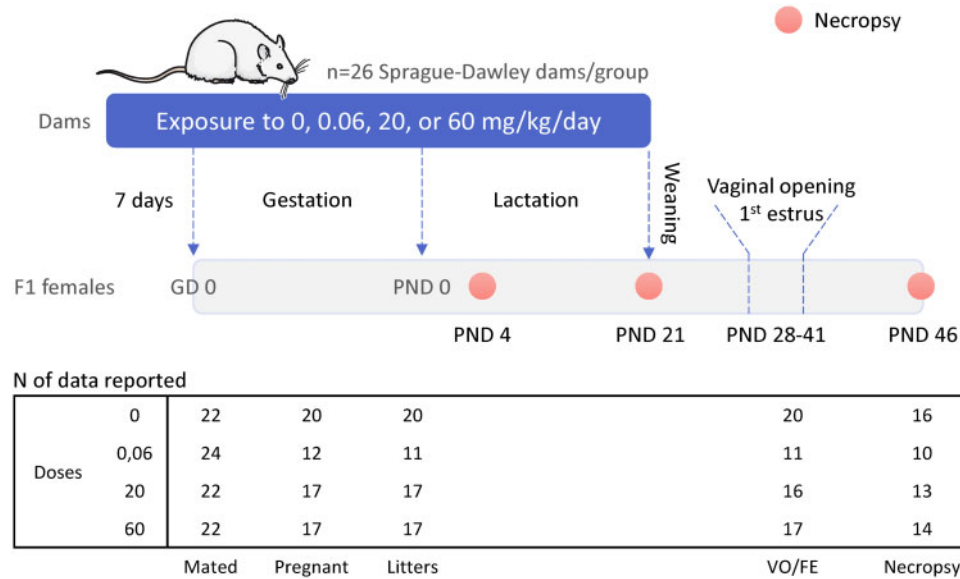 Necropsy
n=26 Sprague-Dawley dams/group
Dams
Exposure to 0, 0.06, 20, or 60 mg/kg/day
7 days
Gestation
Lactation
Weaning
Vaginal opening
1st estrus
F1 females
GD 0
PND 0
PND 4
PND 21
PND 28-41
PND 46
N of data reported
Doses
0 22 20 20 20 16
0,06 24 12 11 11 10
20 22 17 17 16 13
60 22 17 17 17 14
Mated Pregnant Litters VO/FE Necropsy